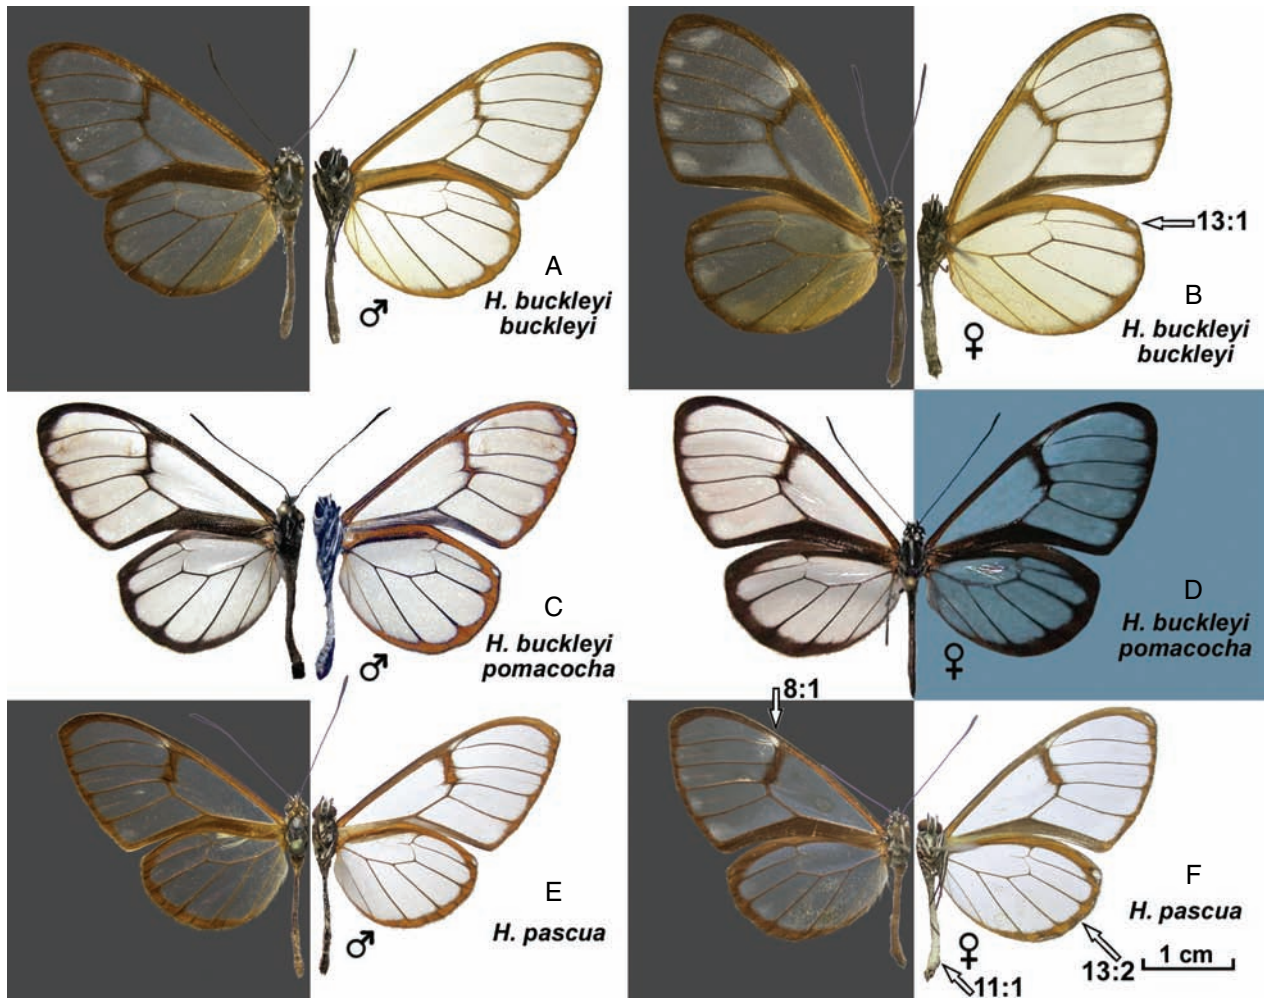 13:1
A
H. buckleyi
buckleyi
♂
B
H. buckleyi
buckleyi
♀
C
H. buckleyi
pomacocha
♂
D
H. buckleyi
pomacocha
♀
8:1
E
H. pascua
♂
F
H. pascua
♀
13:2
1 cm
11:1